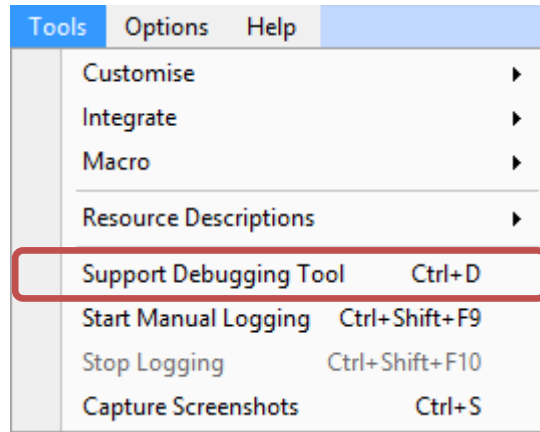 Tools Options Help
Customise
Integrate
Macro
Resource Descriptions
Support Debugging Tool Ctrl+D
Start Manual Logging Ctrl+Shift+F9
Stop Logging Ctrl+Shift+F10
Capture Screenshots Ctrl+S